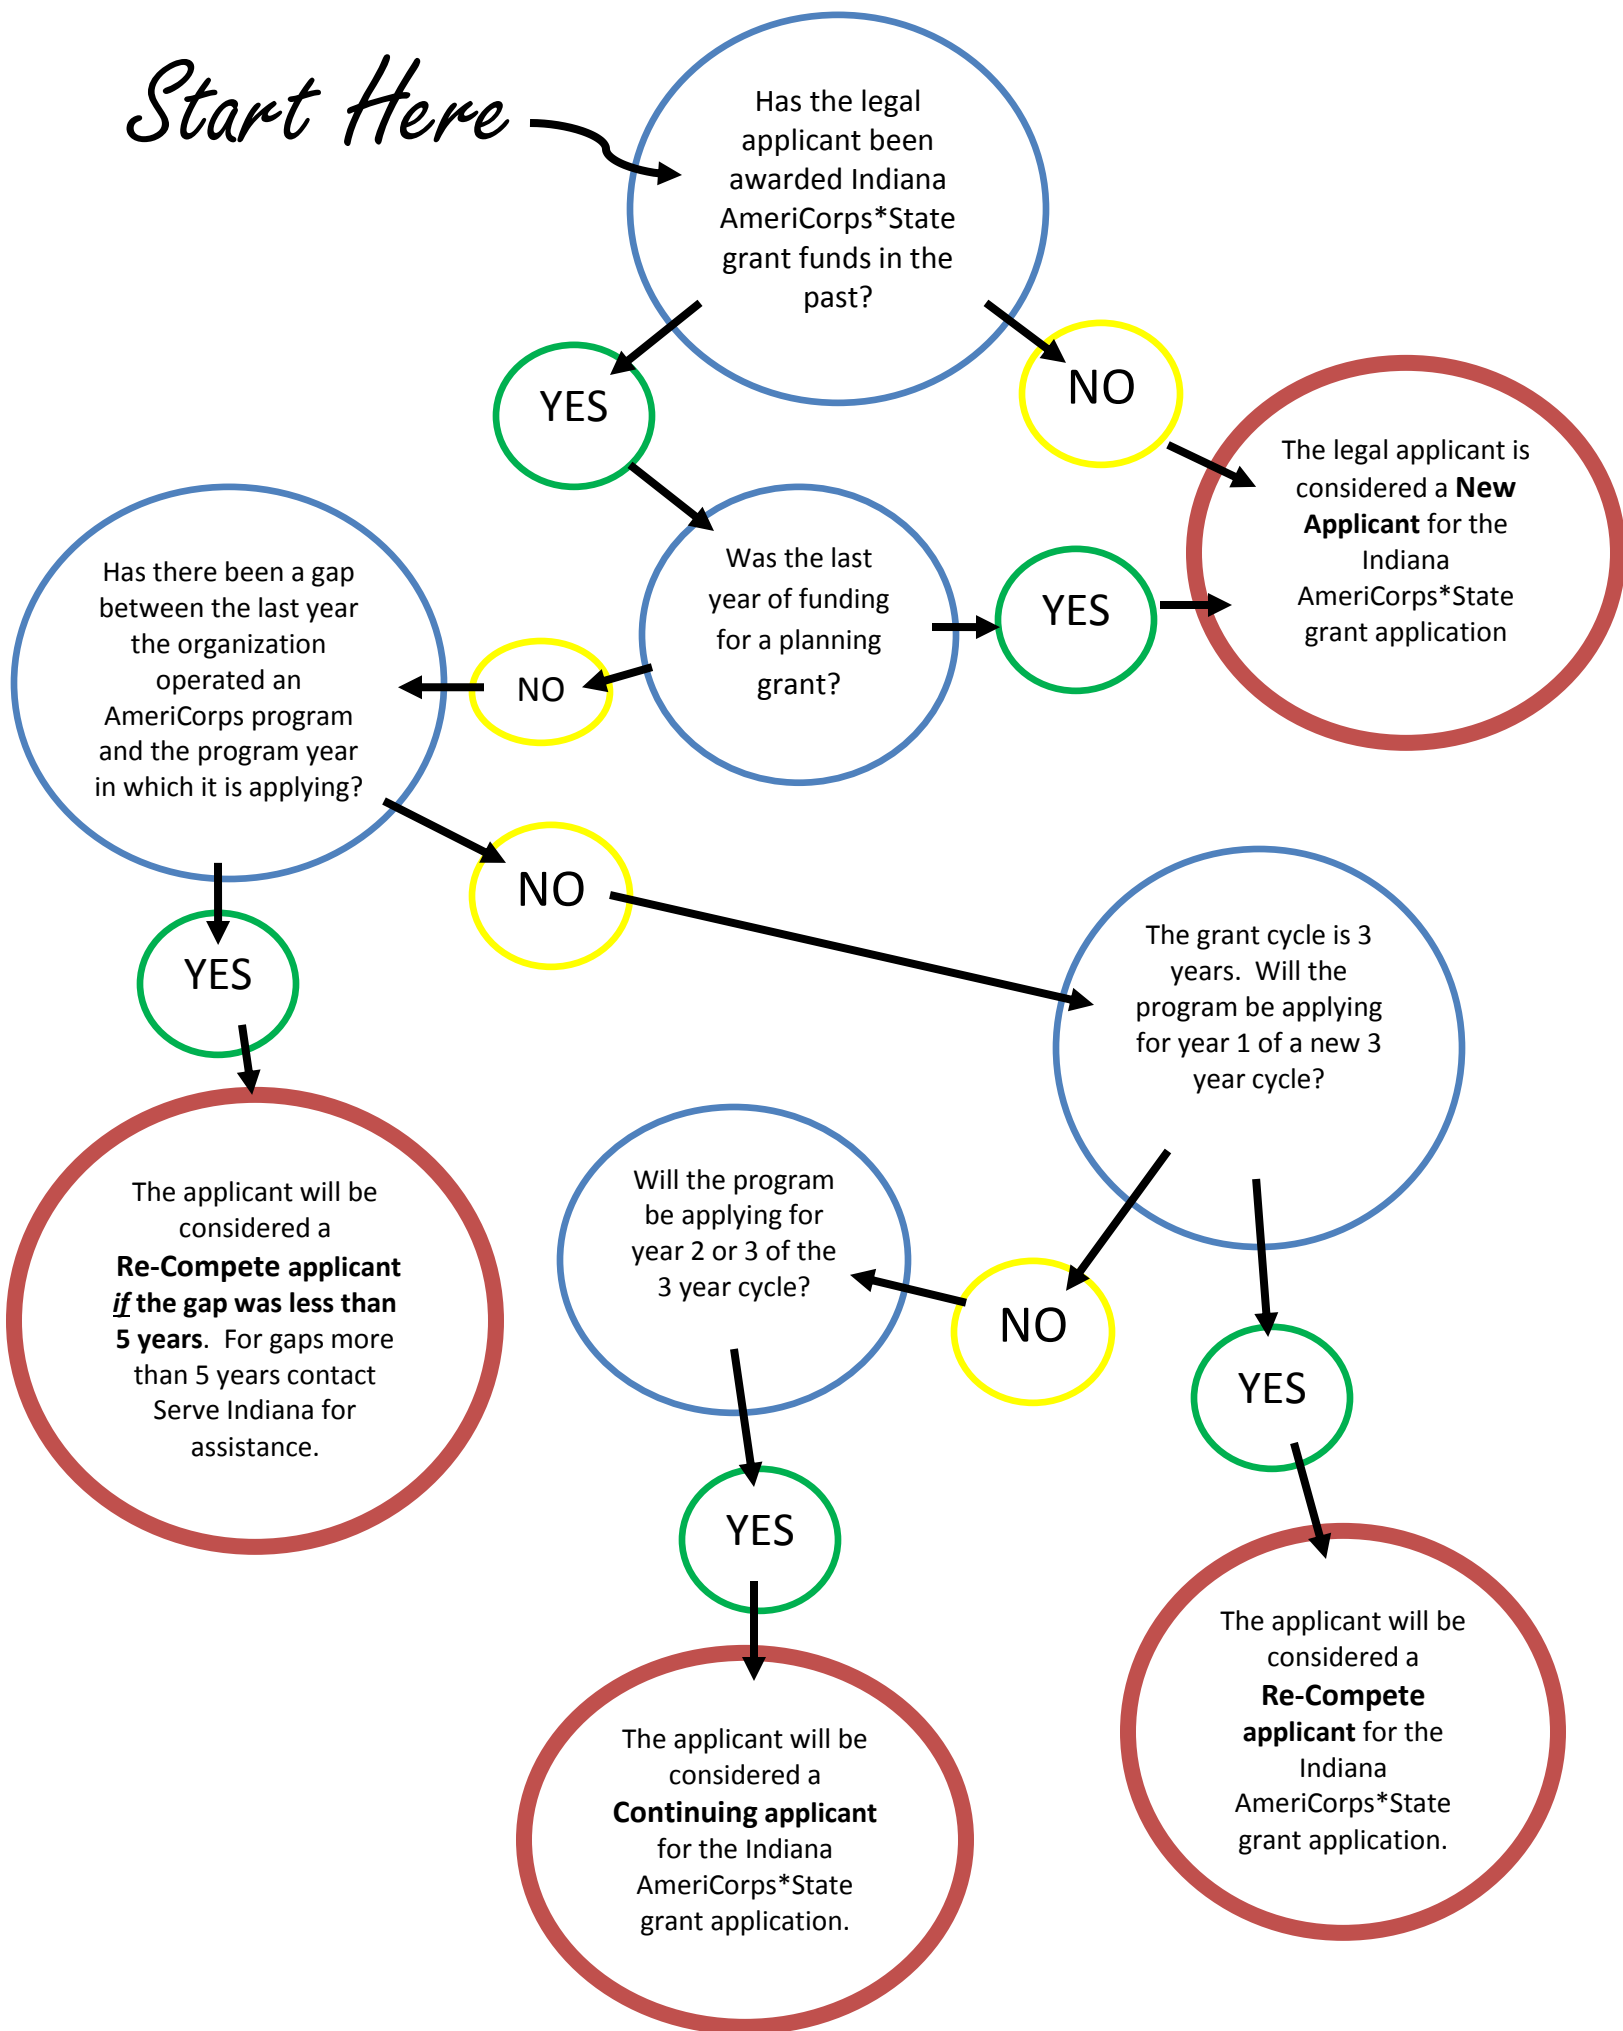 Start Here
Has the legal
applicant been
awarded Indiana
AmeriCorps*State
grant funds in the
past?
YES
NO
The legal applicant is
considered a New
Applicant for the
Indiana
AmeriCorps*State
grant application
Was the last
year of funding
for a planning
grant?
YES
NO
Has there been a gap
between the last year
the organization
operated an
AmeriCorps program
and the program year
in which it is applying?
NO
YES
The grant cycle is 3
years.  Will the
program be applying
for year 1 of a new 3
year cycle?
The applicant will be
considered a
Re-Compete applicant
if the gap was less than
5 years.  For gaps more
than 5 years contact
Serve Indiana for
assistance.
Will the program
be applying for
year 2 or 3 of the
3 year cycle?
NO
YES
YES
The applicant will be
considered a
Re-Compete
applicant for the
Indiana
AmeriCorps*State
grant application.
The applicant will be
considered a
Continuing applicant
for the Indiana
AmeriCorps*State
grant application.